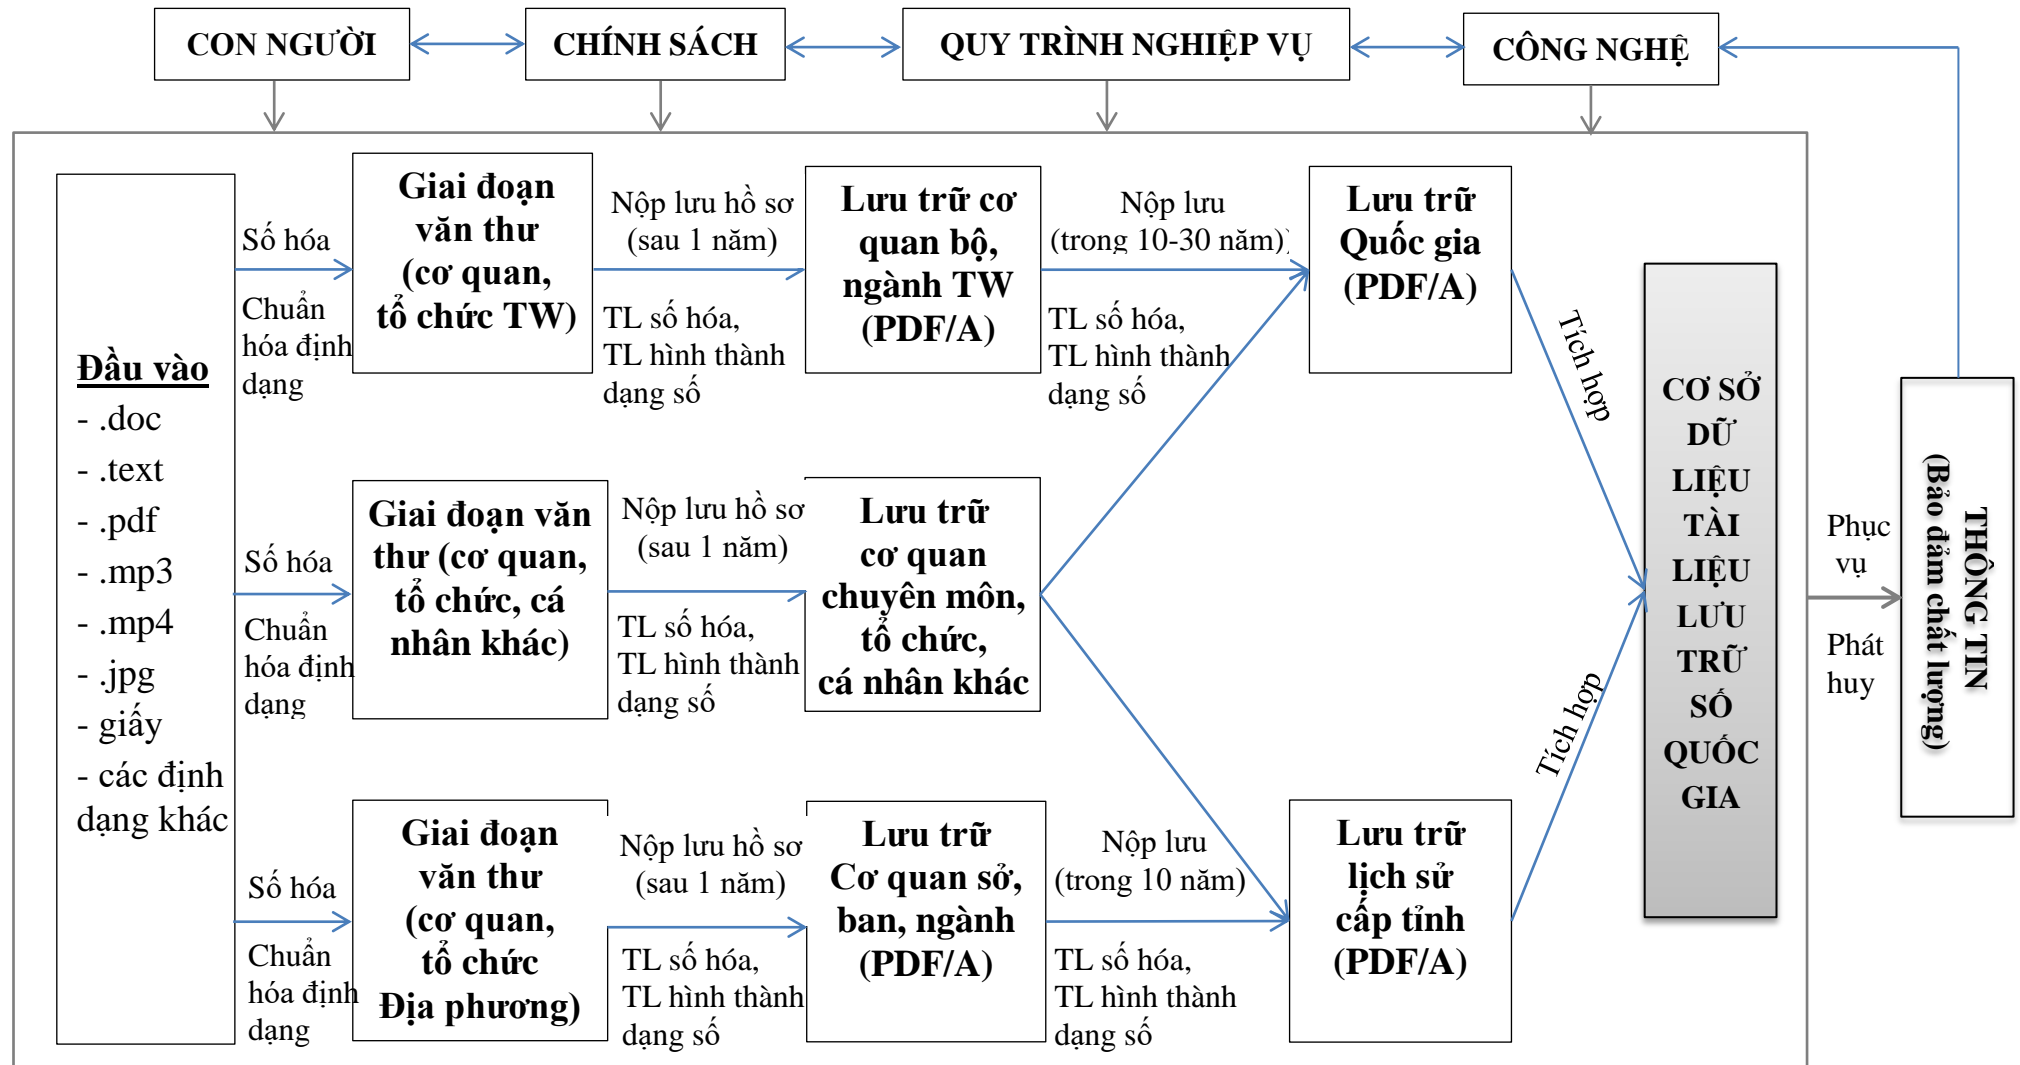 CON NGƯỜI
CHÍNH SÁCH
QUY TRÌNH NGHIỆP VỤ
CÔNG NGHỆ
Đầu vào
- .doc
- .text
- .pdf
- .mp3
- .mp4
- .jpg
- giấy
- các định
dạng khác
Số hóa
Chuẩn
hóa định
dạng
Giai đoạn
văn thư
(cơ quan,
tổ chức TW)
Nộp lưu hồ sơ
(sau 1 năm)
TL số hóa,
TL hình thành
dạng số
Lưu trữ cơ
quan bộ,
ngành TW
(PDF/A)
Nộp lưu
(trong 10-30 năm)
TL số hóa,
TL hình thành
dạng số
Lưu trữ
Quốc gia
(PDF/A)
Tích hợp
Số hóa
Chuẩn
hóa định
dạng
Giai đoạn văn
thư (cơ quan,
tổ chức, cá
nhân khác)
Nộp lưu hồ sơ
(sau 1 năm)
TL số hóa,
TL hình thành
dạng số
Lưu trữ
cơ quan
chuyên môn,
tổ chức,
cá nhân khác
Số hóa
Chuẩn
hóa định
dạng
Giai đoạn
văn thư
(cơ quan,
tổ chức
Địa phương)
Nộp lưu hồ sơ
(sau 1 năm)
TL số hóa,
TL hình thành
dạng số
Lưu trữ
Cơ quan sở,
ban, ngành
(PDF/A)
Nộp lưu
(trong 10 năm)
TL số hóa,
TL hình thành
dạng số
Lưu trữ
lịch sử
cấp tỉnh
(PDF/A)
Tích hợp
CƠ SỞ
DỮ
LIỆU
TÀI
LIỆU
LƯU
TRỮ
SỐ
QUỐC
GIA
Phục
vụ
Phát
huy
THÔNG TIN
(Bảo đảm chất lượng)